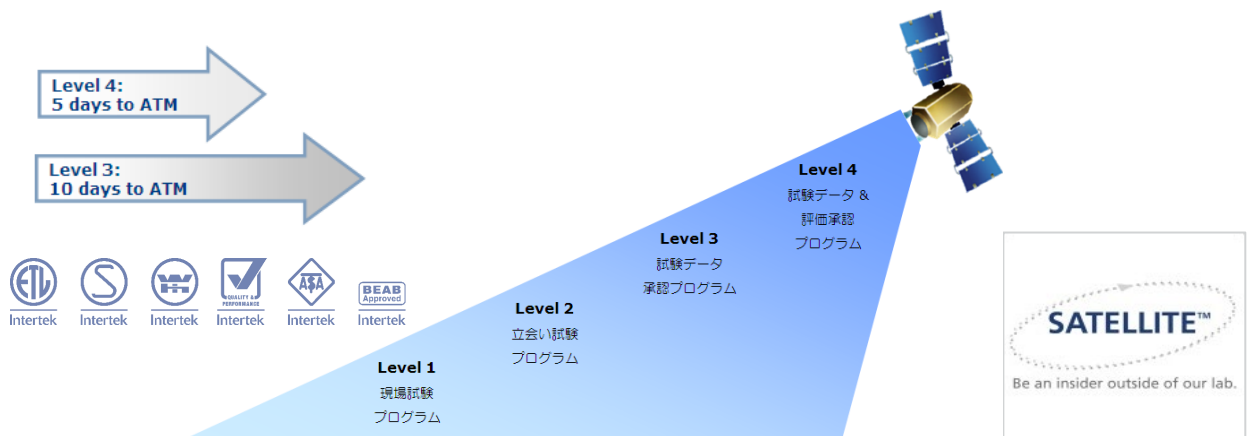 Level 4:
5 days to ATM
Level 3:
10 days to ATM
ETL
Intertek
S
Intertek
WH
Intertek
QUALITY &
PERFORMANCE
Intertek
ASA
Intertek
BEAB
Approved
Intertek
Level 4
試験データ &
評価承認
プログラム
Level 3
試験データ
承認プログラム
Level 2
立会い試験
プログラム
Level 1
現場試験
プログラム
SATELLITE™
Be an insider outside of our lab.